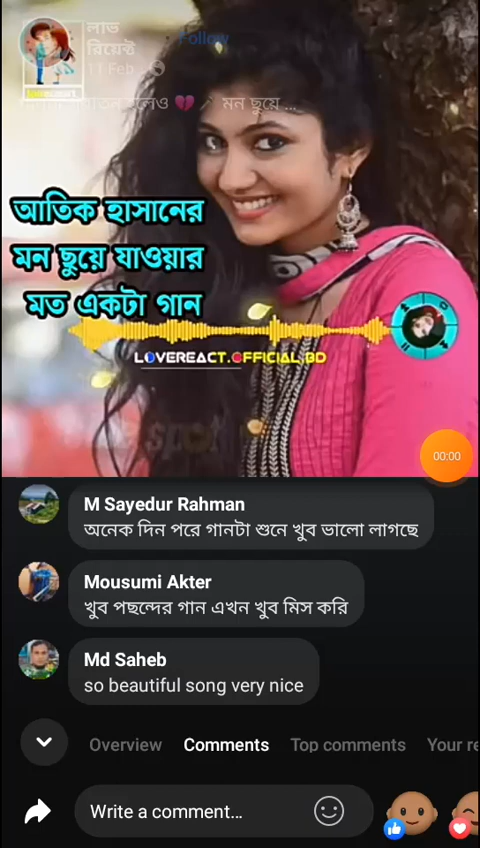 লাভ
রিয়েন্ট
Follow
11 Feb
মন ছুয়ে ...
আতিক হাসানের
মন ছুয়ে যাওয়ার
মত একটা গান
LOVEREACT.OFFICIAL.BD
00:00
M Sayedur Rahman
অনেক দিন পরে গানটা শুনে খুব ভালো লাগছে
Mousumi Akter
খুব পছন্দের গান এখন খুব মিস করি
Md Saheb
so beautiful song very nice
Overview Comments Top comments Your re
Write a comment...